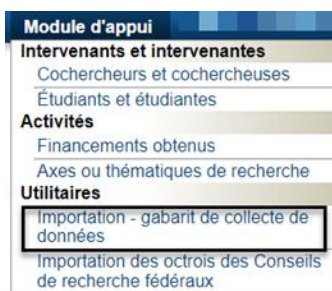 Module d'appui
Intervenants et intervenantes
Cochercheurs et cochercheuses
Étudiants et étudiantes
Activités
Financements obtenus
Axes ou thématiques de recherche
Utilitaires
Importation - gabarit de collecte de
données
Importation des octrois des Conseils
de recherche fédéraux